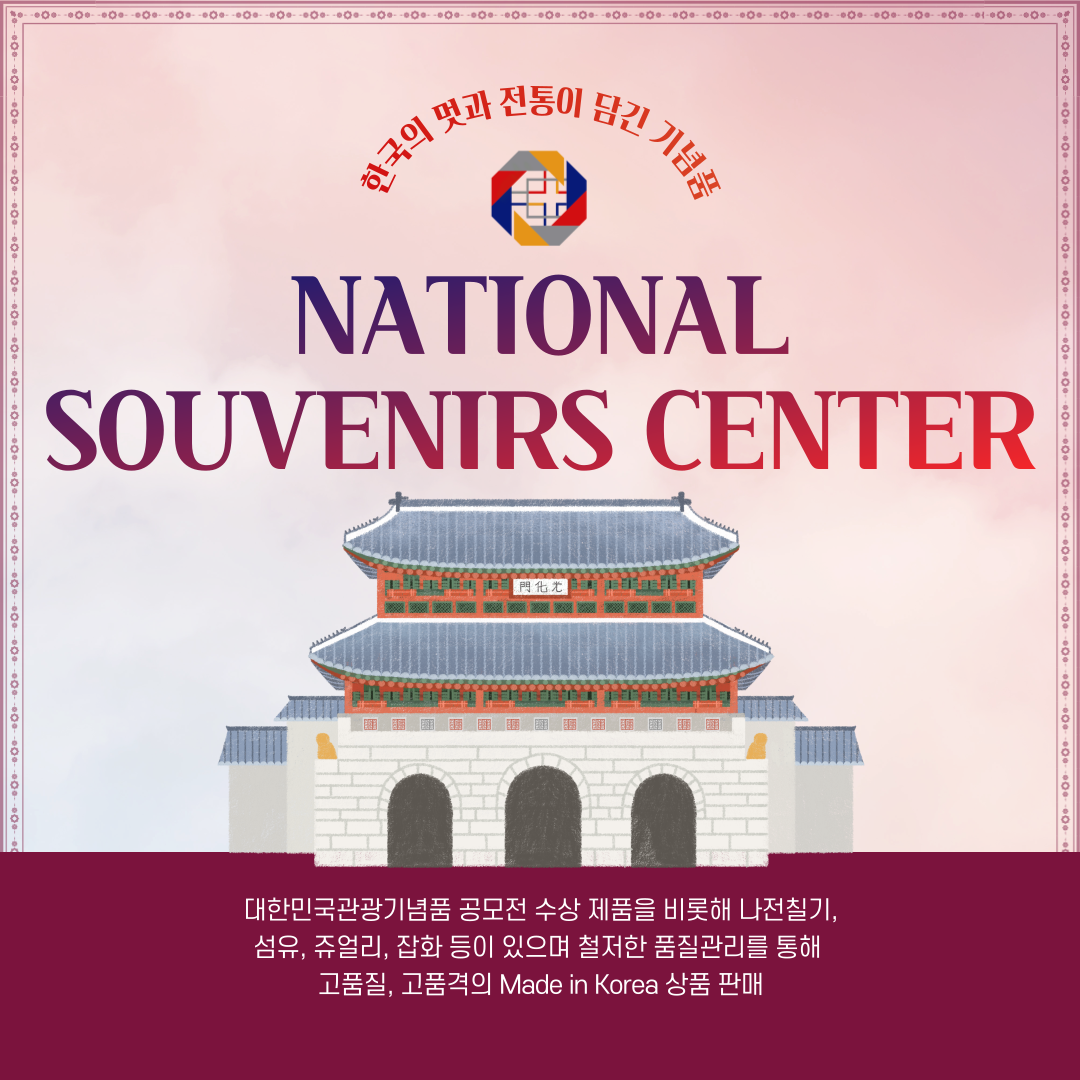 한국의 멋과 전통이 담긴 기념품
NATIONAL
SOUVENIRS CENTER
門化光
대한민국관광기념품 공모전 수상 제품을 비롯해 나전칠기,
섬유, 쥬얼리, 잡화 등이 있으며 철저한 품질관리를 통해
고품질, 고품격의 Made in Korea 상품 판매